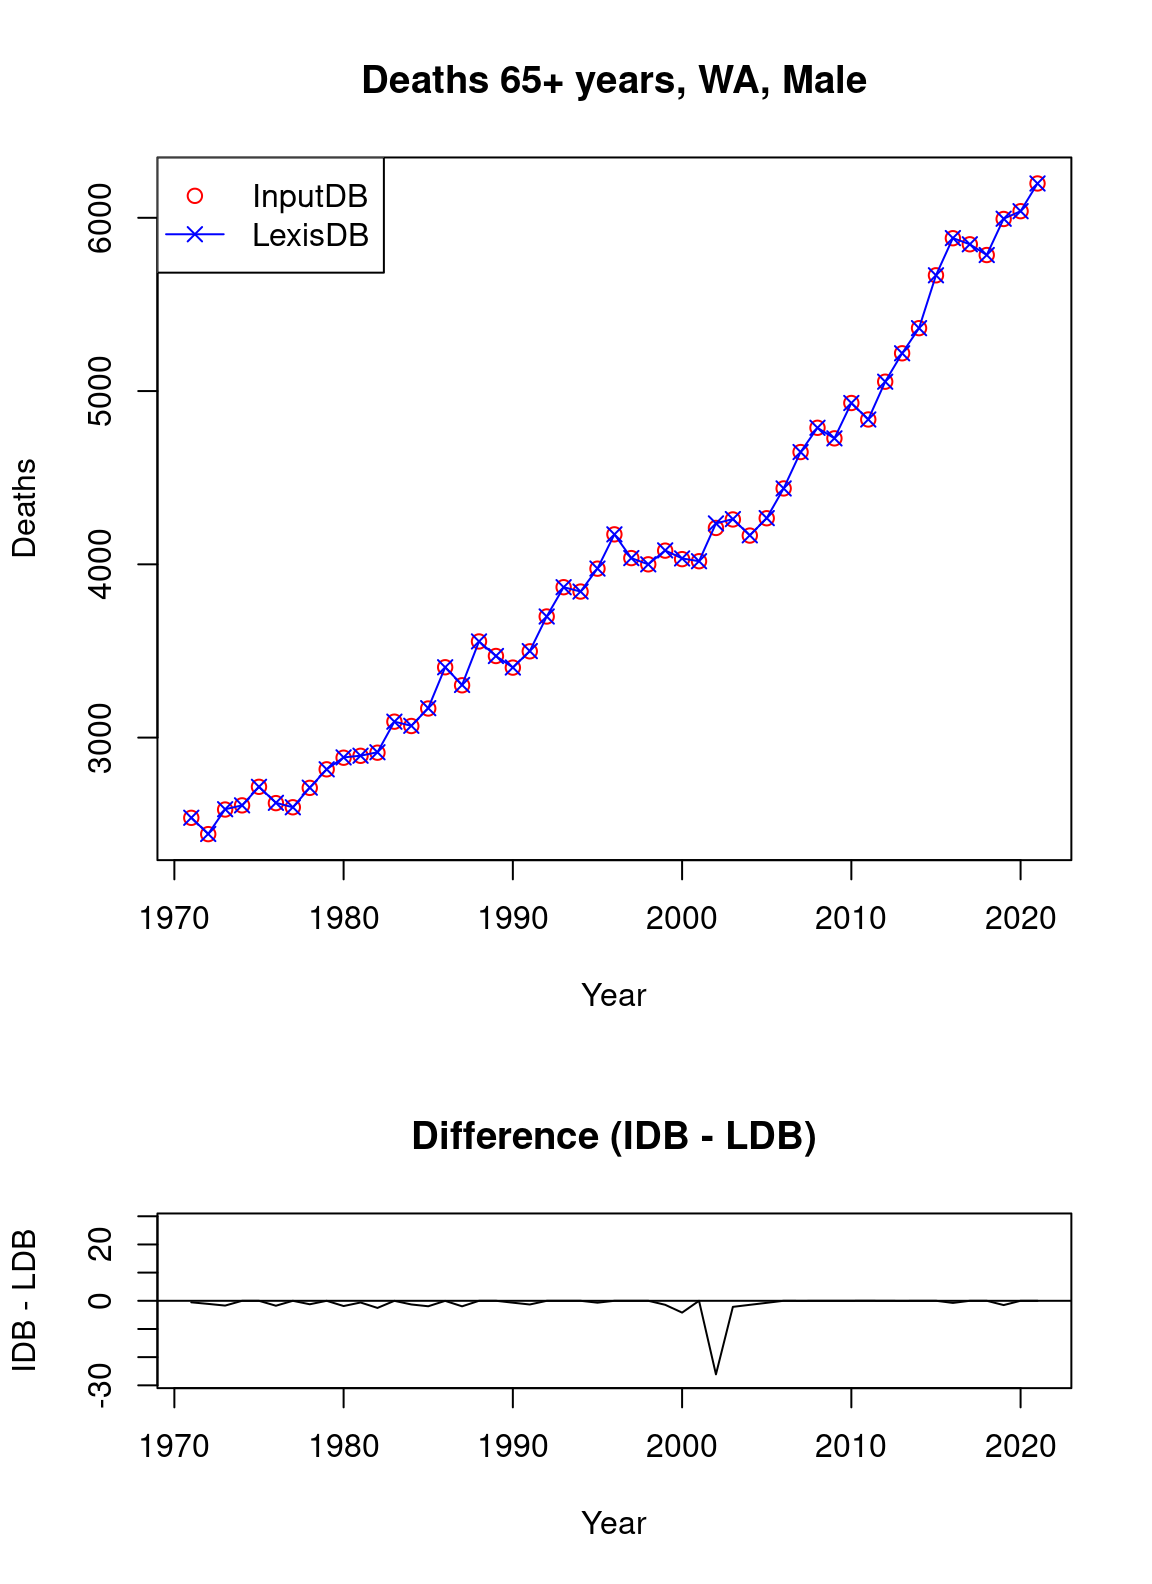 Deaths 65+ years, WA, Male
InputDB
LexisDB
Deaths
6000
5000
4000
3000
1970 1980 1990 2000 2010 2020
Year
Difference (IDB - LDB)
IDB - LDB
20
0
-30
1970 1980 1990 2000 2010 2020
Year